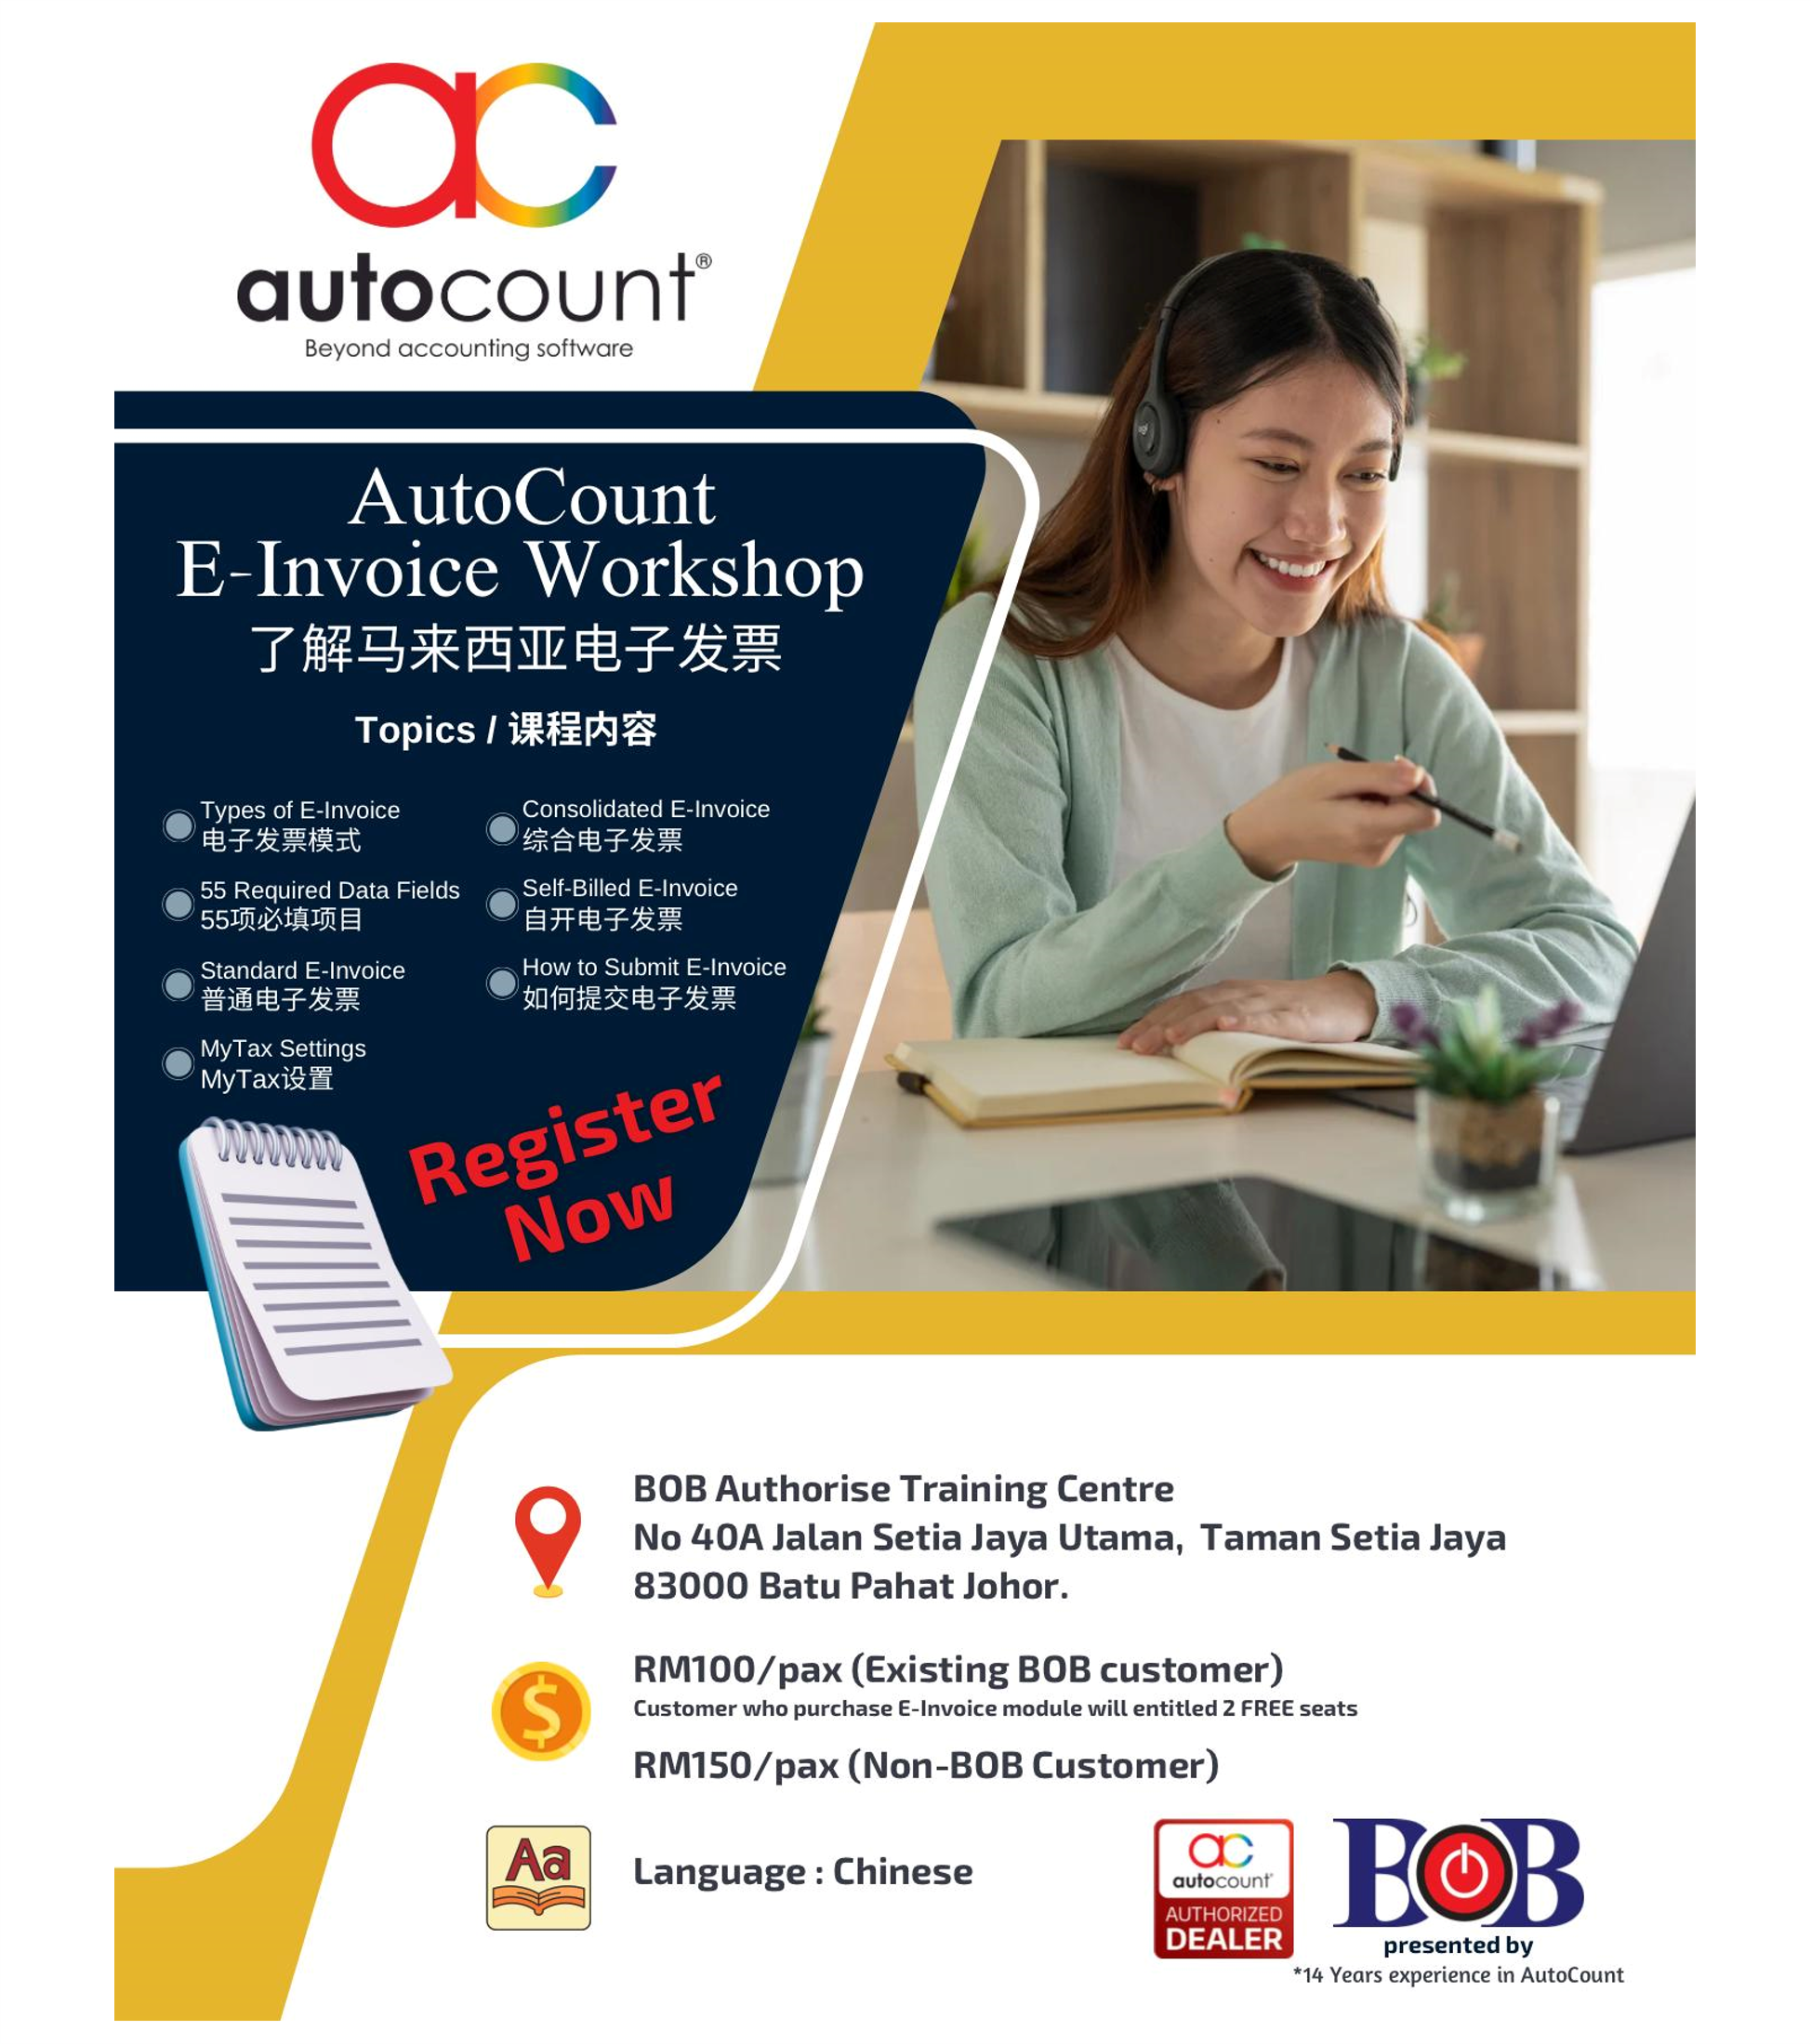 ac
autocount®
Beyond accounting software
AutoCount
E-Invoice Workshop
了解马来西亚电子发票
Topics / 课程内容
Types of E-Invoice
电子发票模式
55 Required Data Fields
55项必填项目
Standard E-Invoice
普通电子发票
MyTax Settings
MyTax设置
Consolidated E-Invoice
综合电子发票
Self-Billed E-Invoice
自开电子发票
How to Submit E-Invoice
如何提交电子发票
Register
Now
BOB Authorise Training Centre
No 40A Jalan Setia Jaya Utama, Taman Setia Jaya
83000 Batu Pahat Johor.
RM100/pax (Existing BOB customer)
Customer who purchase E-Invoice module will entitled 2 FREE seats
RM150/pax (Non-BOB Customer)
Aa
Language : Chinese
ac
autocount
AUTHORIZED
DEALER
BOB
presented by
*14 Years experience in AutoCount